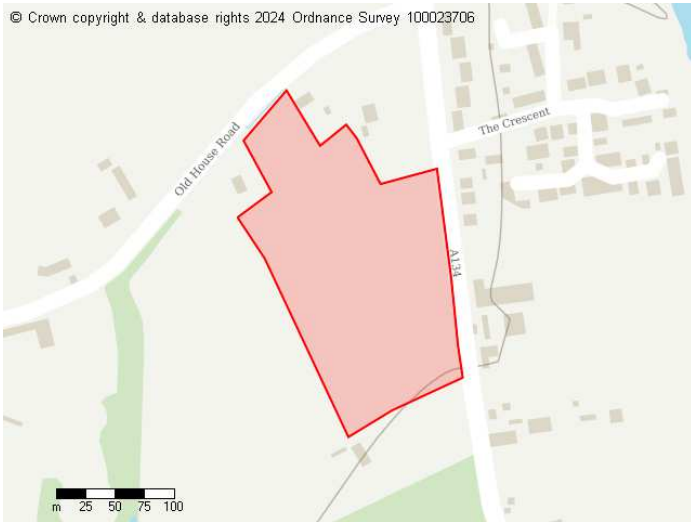 © Crown copyright & database rights 2024 Ordnance Survey 100023706
The Crescent
Old House Road
A134
m 25 50 75 100